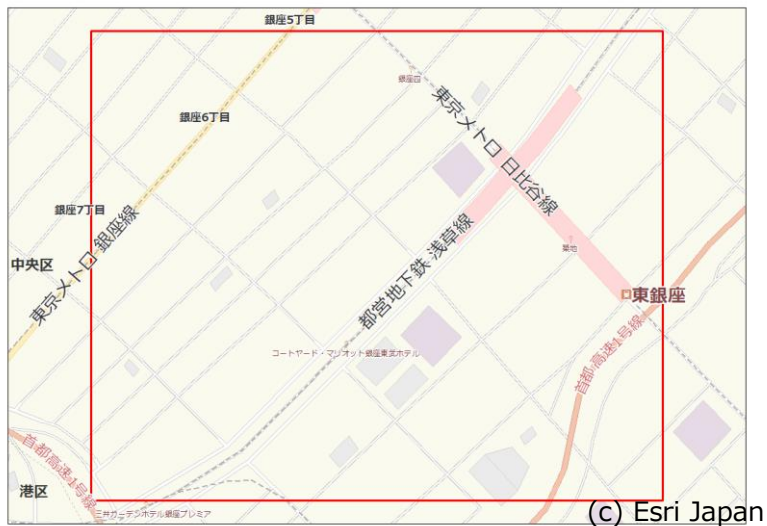 銀座5丁目
銀座四
東京メトロ 日比谷線
銀座6丁目
銀座7丁目
東京メトロ 銀座線
中央区
都営地下鉄 浅草線
築地
東銀座
首都高速1号線
コートヤード・マリオット銀座東武ホテル
首都高速1号線
港区
三井ガーデンホテル銀座プレミア
(c) Esri Japan